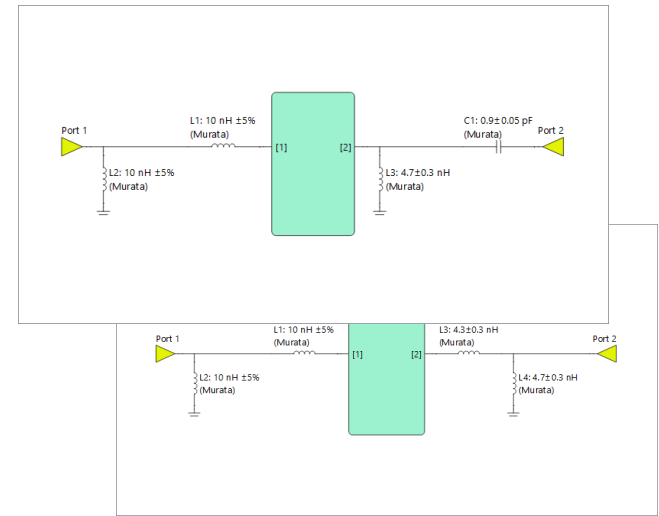 L1: 10 nH ±5%
(Murata)
C1: 0.9±0.05 pF
(Murata)
Port 1
Port 2
[1]
[2]
L2: 10 nH ±5%
(Murata)
L3: 4.7±0.3 nH
(Murata)
L1: 10 nH ±5%
(Murata)
L3: 4.3±0.3 nH
(Murata)
Port 1
Port 2
[1]
[2]
L2: 10 nH ±5%
(Murata)
L4: 4.7±0.3 nH
(Murata)